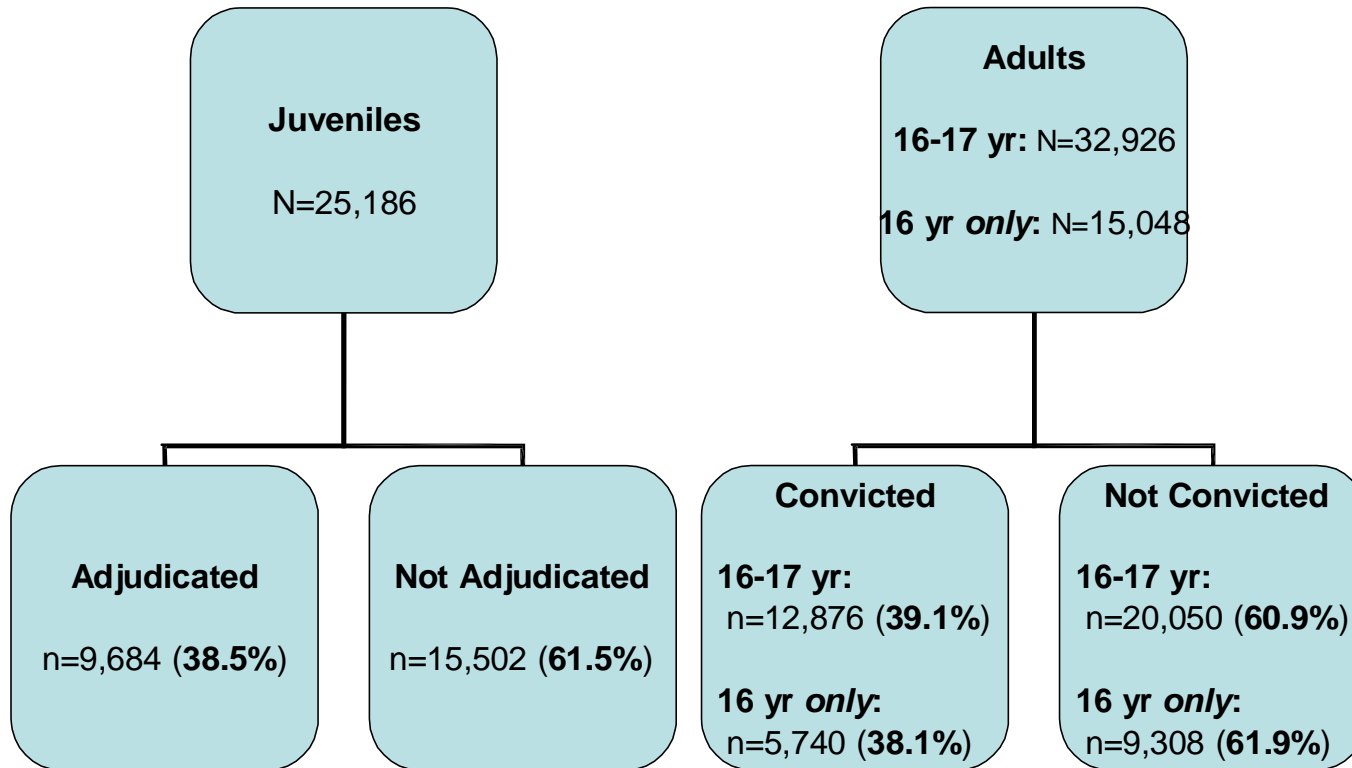 Juveniles
N=25,186
Adults
16-17 yr: N=32,926
16 yr only: N=15,048
Adjudicated
n=9,684 (38.5%)
Not Adjudicated
n=15,502 (61.5%)
Convicted
16-17 yr:
n=12,876 (39.1%)
16 yr only:
n=5,740 (38.1%)
Not Convicted
16-17 yr:
n=20,050 (60.9%)
16 yr only:
n=9,308 (61.9%)